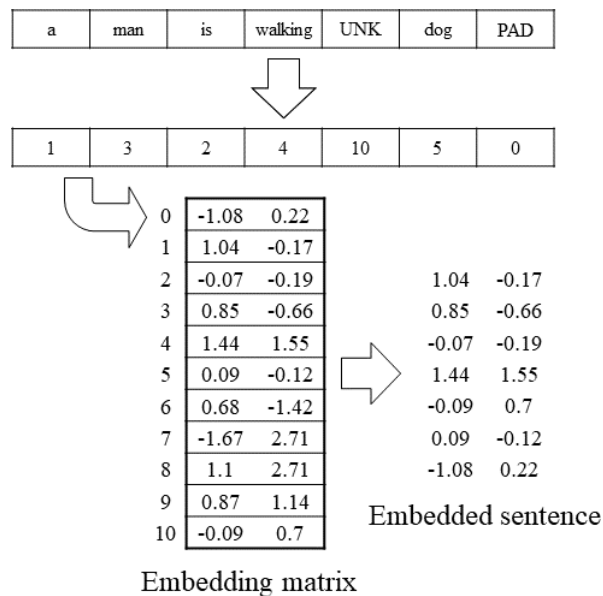 a man is walking UNK dog PAD
1 3 2 4 10 5 0
0 -1.08 0.22
1 1.04 -0.17
2 -0.07 -0.19 1.04 -0.17
3 0.85 -0.66 0.85 -0.66
4 1.44 1.55 -0.07 -0.19
5 0.09 -0.12 1.44 1.55
6 0.68 -1.42 -0.09 0.7
7 -1.67 2.71 0.09 -0.12
8 1.1 2.71 -1.08 0.22
9 0.87 1.14 Embedded sentence
10 -0.09 0.7
Embedding matrix